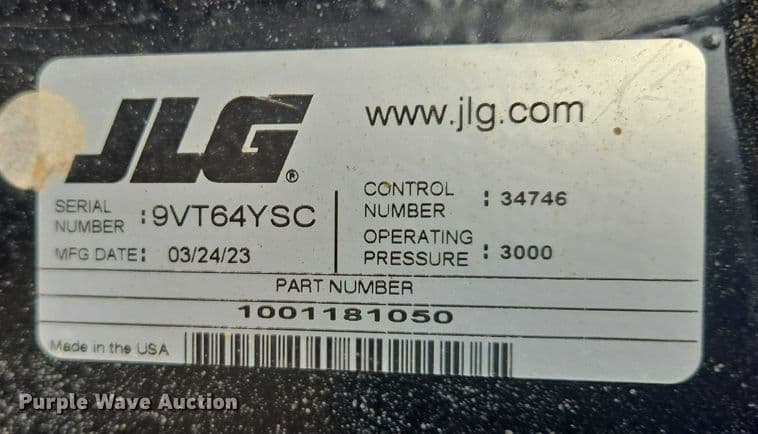 JLG®
www.jlg.com
SERIAL NUMBER : 9VT64YSC
MFG DATE: 03/24/23
CONTROL NUMBER : 34746
OPERATING PRESSURE : 3000
PART NUMBER
1001181050
Made in the USA
Purple Wave Auction